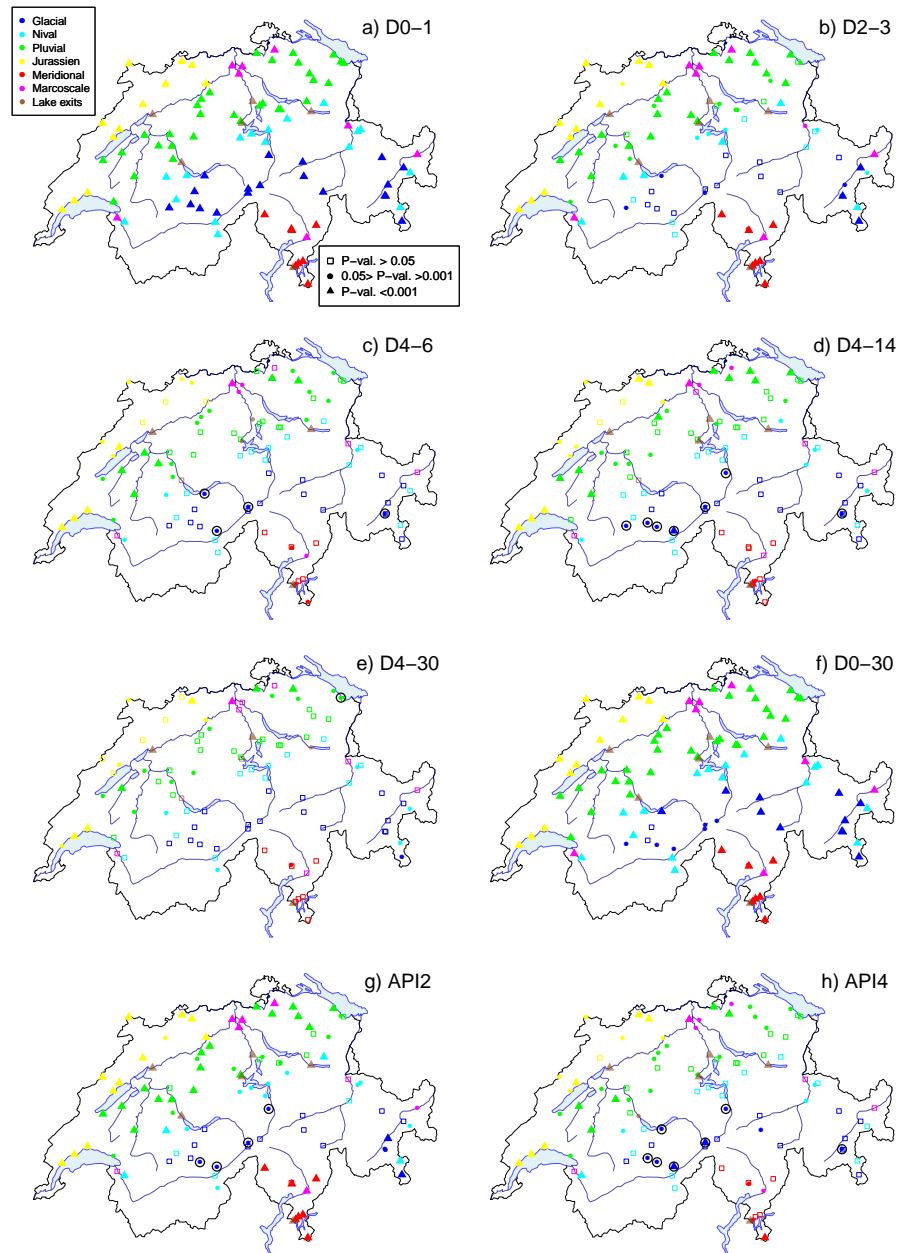 Glacial
Nival
Pluvial
Jurassien
Meridional
Marcoscale
Lake exits
a) D0−1
b) D2−3
P−val. > 0.05
0.05> P−val. >0.001
P−val. <0.001
c) D4−6
d) D4−14
e) D4−30
f) D0−30
g) API2
h) API4